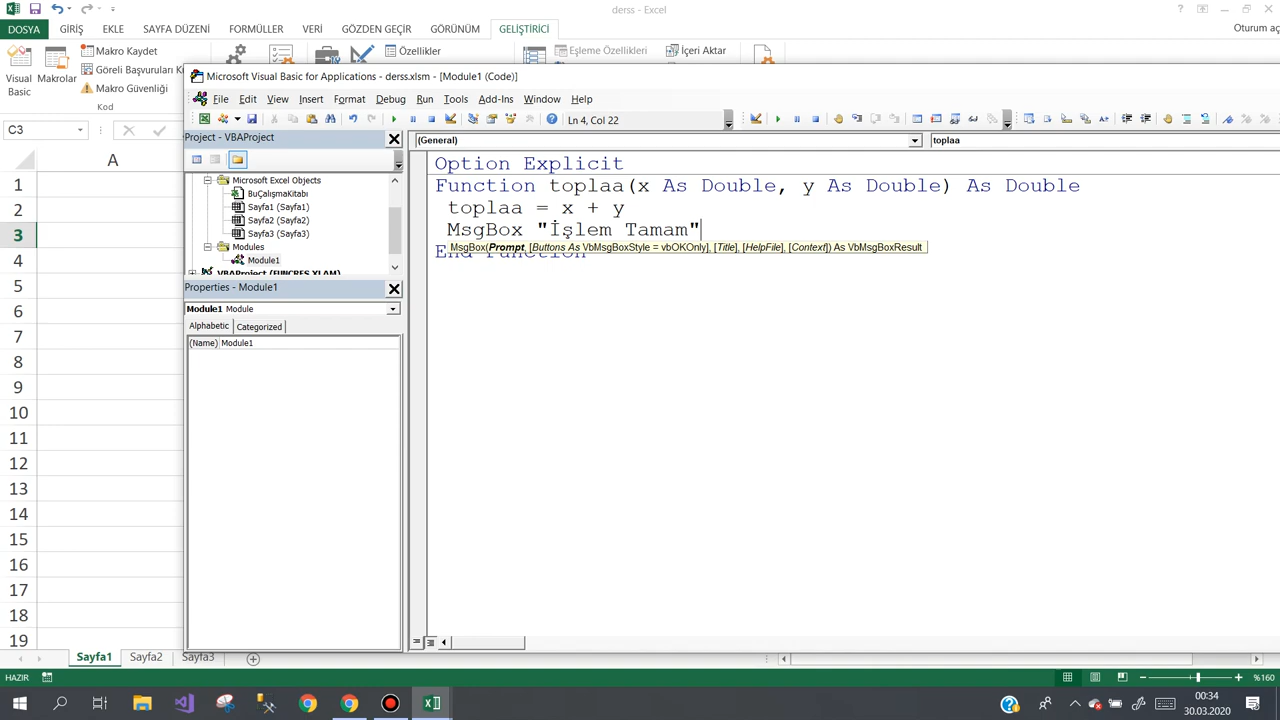 derss - Excel
DOSYA GİRİŞ EKLE SAYFA DÜZENİ FORMÜLLER VERİ GÖZDEN GEÇİR GÖRÜNÜM GELİŞTİRİCİ
Oturum aç
Visual Basic
Makrolar
Makro Kaydet
Göreli Başvuruları K
Makro Güvenliği
Kod
Özellikler
Eşleme Özellikleri
İçeri Aktar
C3
Microsoft Visual Basic for Applications - derss.xlsm - [Module1 (Code)]
File Edit View Insert Format Debug Run Tools Add-Ins Window Help
Ln 4, Col 22
Project - VBAProject
Microsoft Excel Objects
BuÇalışmaKitabı
Sayfa1 (Sayfa1)
Sayfa2 (Sayfa2)
Sayfa3 (Sayfa3)
Modules
Module1
VBAProject (FUNCRES.XLAM)
Properties - Module1
Module1 Module
Alphabetic Categorized
(Name) Module1
(General) toplaa
Option Explicit
Function toplaa(x As Double, y As Double) As Double
toplaa = x + y
MsgBox "İşlem Tamam"
MsgBox(Prompt, [Buttons As VbMsgBoxStyle = vbOKOnly], [Title], [HelpFile], [Context]) As VbMsgBoxResult
End Function
A
1
2
3
4
5
6
7
8
9
10
11
12
13
14
15
16
17
18
19
Sayfa1 Sayfa2 Sayfa3
HAZIR
%160
00:34
30.03.2020